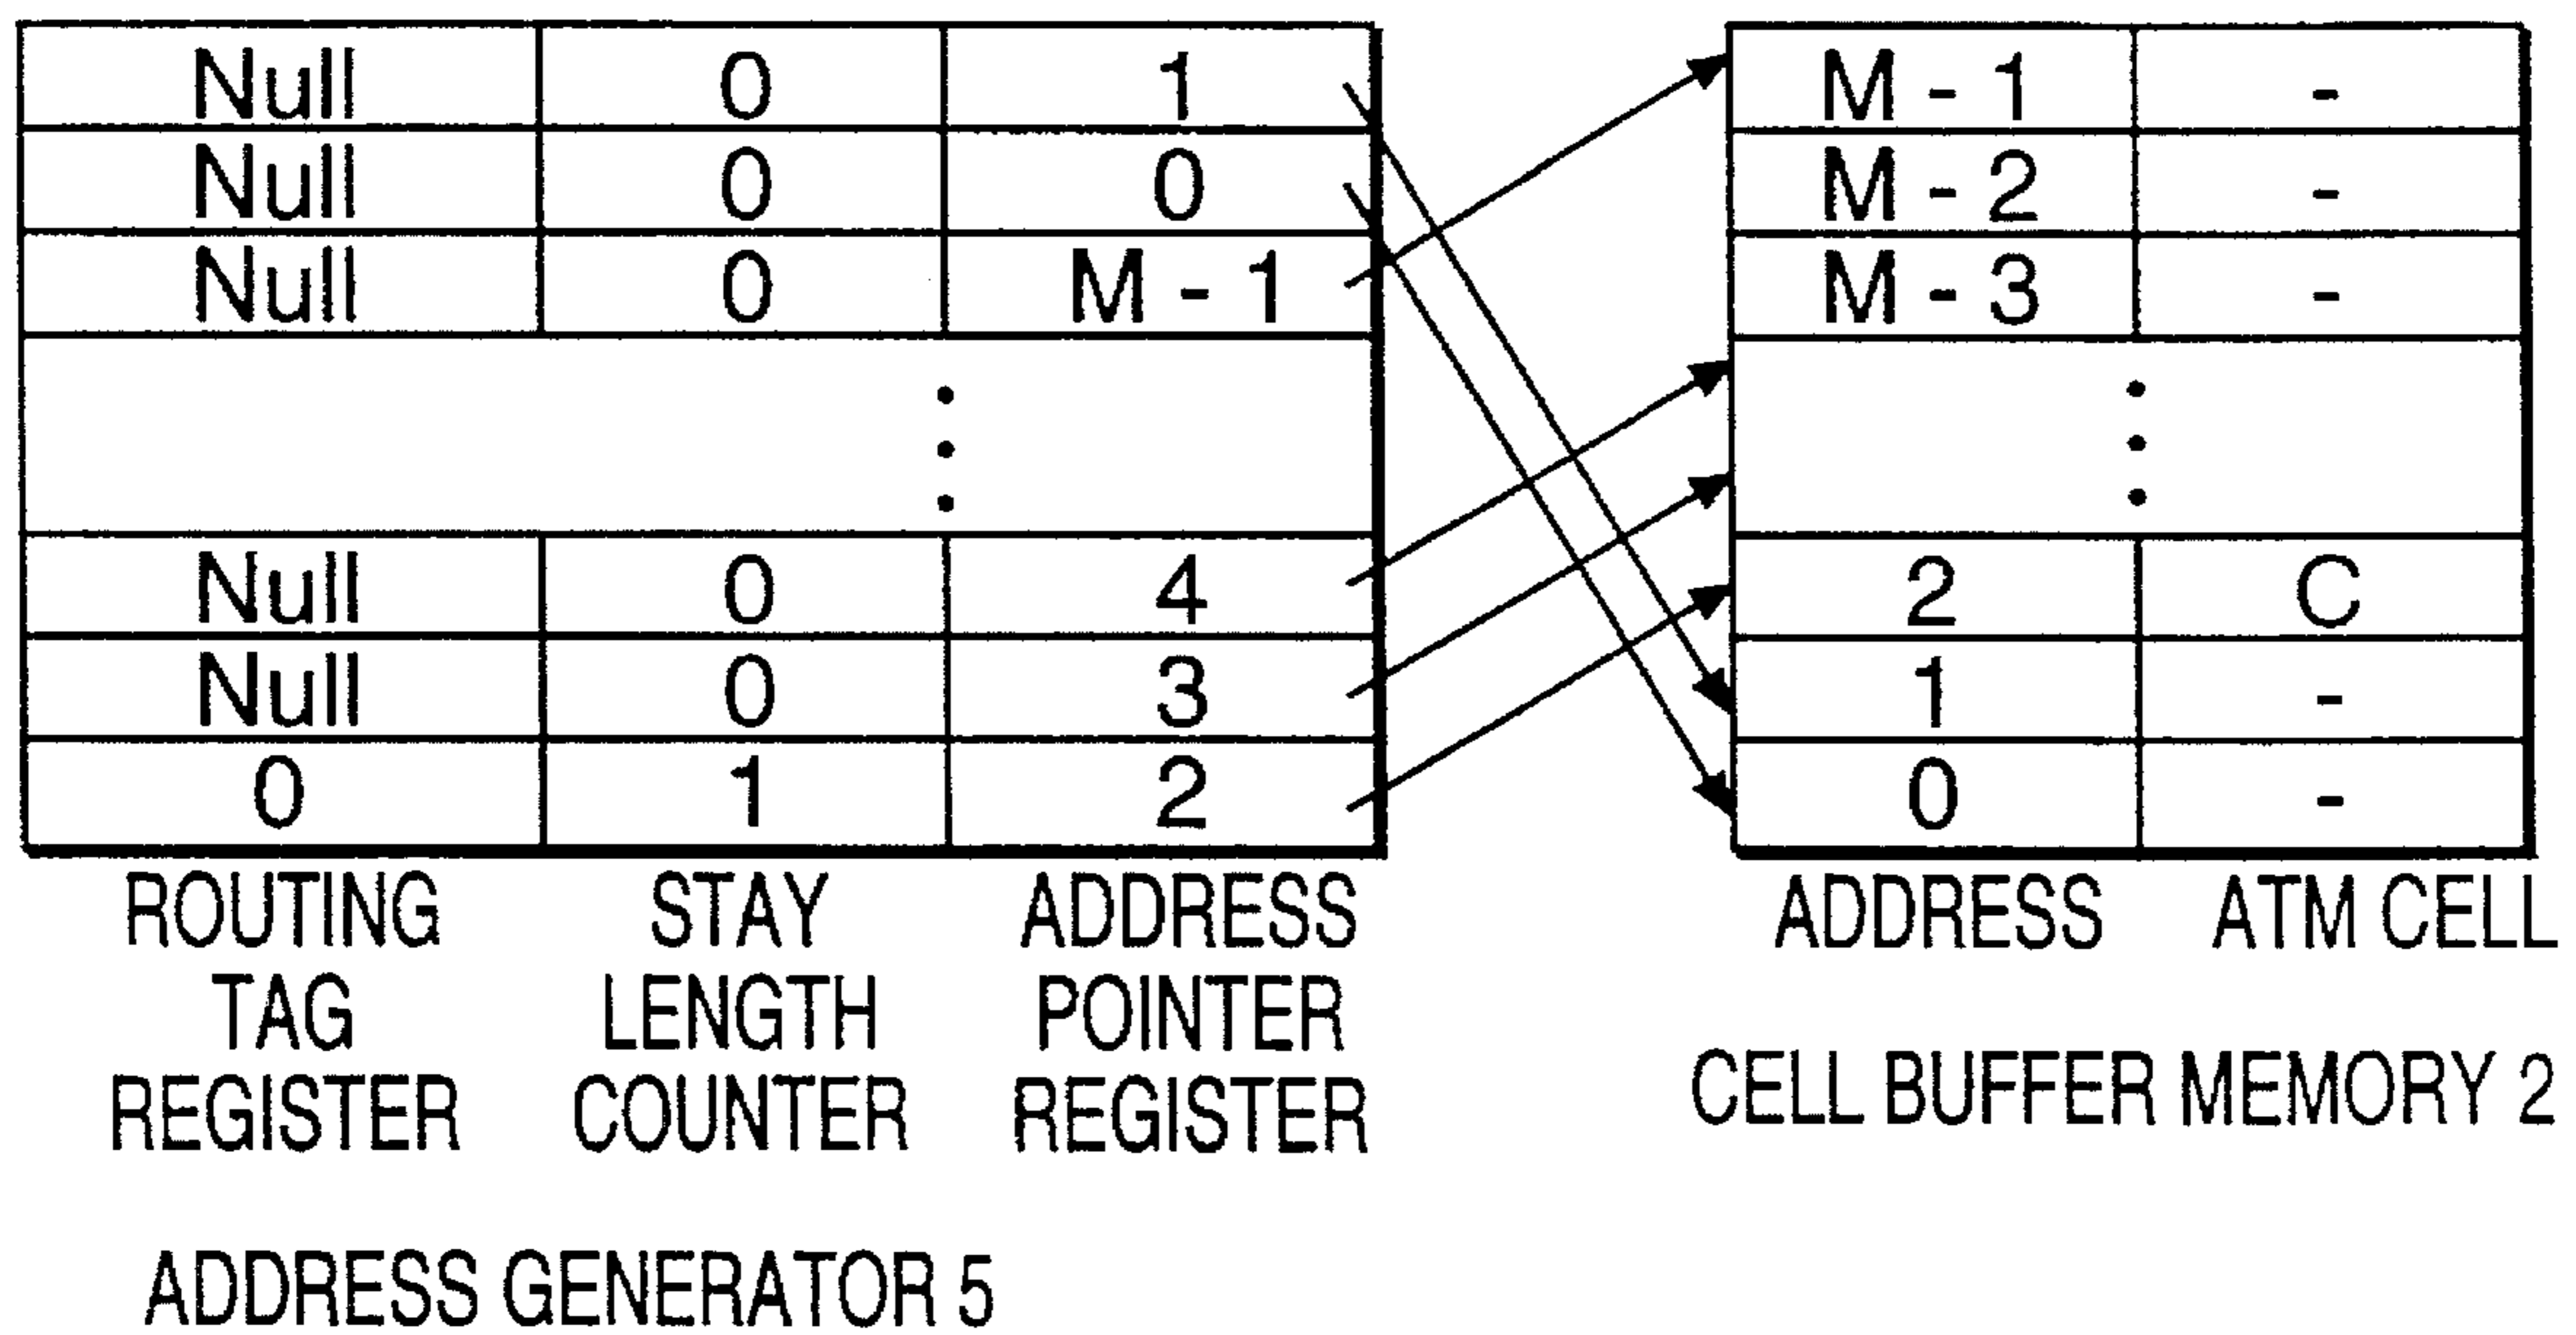 Null 0 1
Null 0 0
Null 0 M - 1
Null 0 4
Null 0 3
0 1 2
ROUTING TAG REGISTER
STAY LENGTH COUNTER
ADDRESS POINTER REGISTER
ADDRESS GENERATOR 5
M - 1 -
M - 2 -
M - 3 -
2 C
1 -
0 -
ADDRESS ATM CELL
CELL BUFFER MEMORY 2